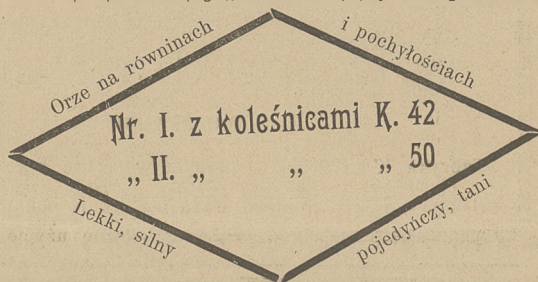 Orze na równinach
i pochyłościach
Nr. I. z koleśnicami K. 42
„ II. „ „ „ 50
Lekki, silny
pojedyńczy, tani